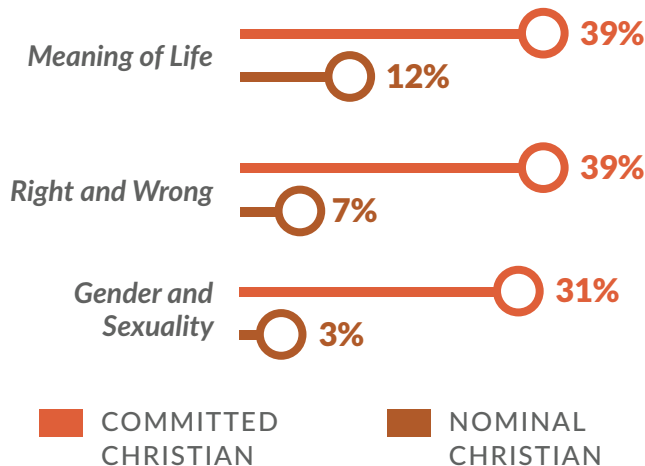 Meaning of Life
39%
12%
Right and Wrong
39%
7%
Gender and
Sexuality
31%
3%
COMMITTED
CHRISTIAN
NOMINAL
CHRISTIAN